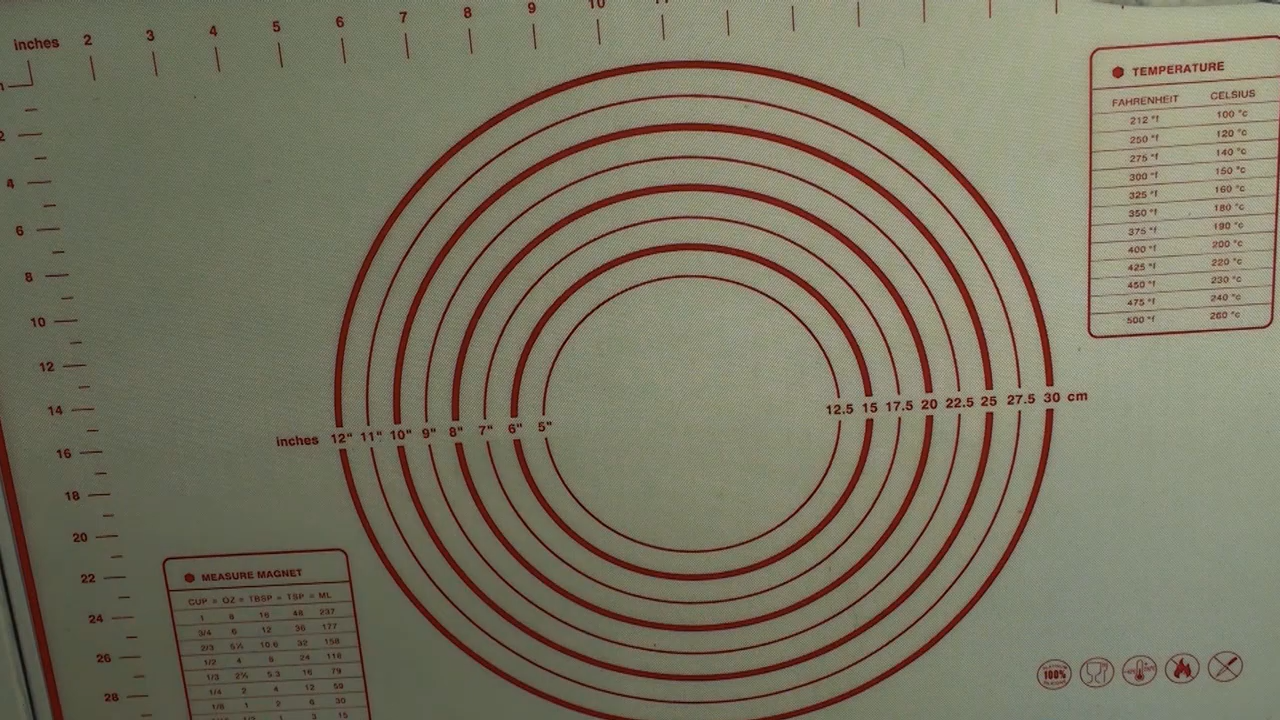 inches 2 3 4 5 6 7 8 9 10
2
4
6
8
10
12
14
16
18
20
22
24
26
28
inches 12" 11" 10" 9" 8" 7" 6" 5"
12.5 15 17.5 20 22.5 25 27.5 30 cm
TEMPERATURE
FAHRENHEIT CELSIUS
212 °f 100 °c
250 °f 120 °c
275 °f 140 °c
300 °f 150 °c
325 °f 160 °c
350 °f 180 °c
375 °f 190 °c
400 °f 200 °c
425 °f 220 °c
450 °f 230 °c
475 °f 240 °c
500 °f 260 °c
MEASURE MAGNET
CUP = OZ = TBSP = TSP = ML
1 8 16 48 237
3/4 6 12 36 177
2/3 5⅓ 10.6 32 158
1/2 4 8 24 118
1/3 2⅔ 5.3 16 79
1/4 2 4 12 59
1/8 1 2 6 30
1/2 1 3 15
100%